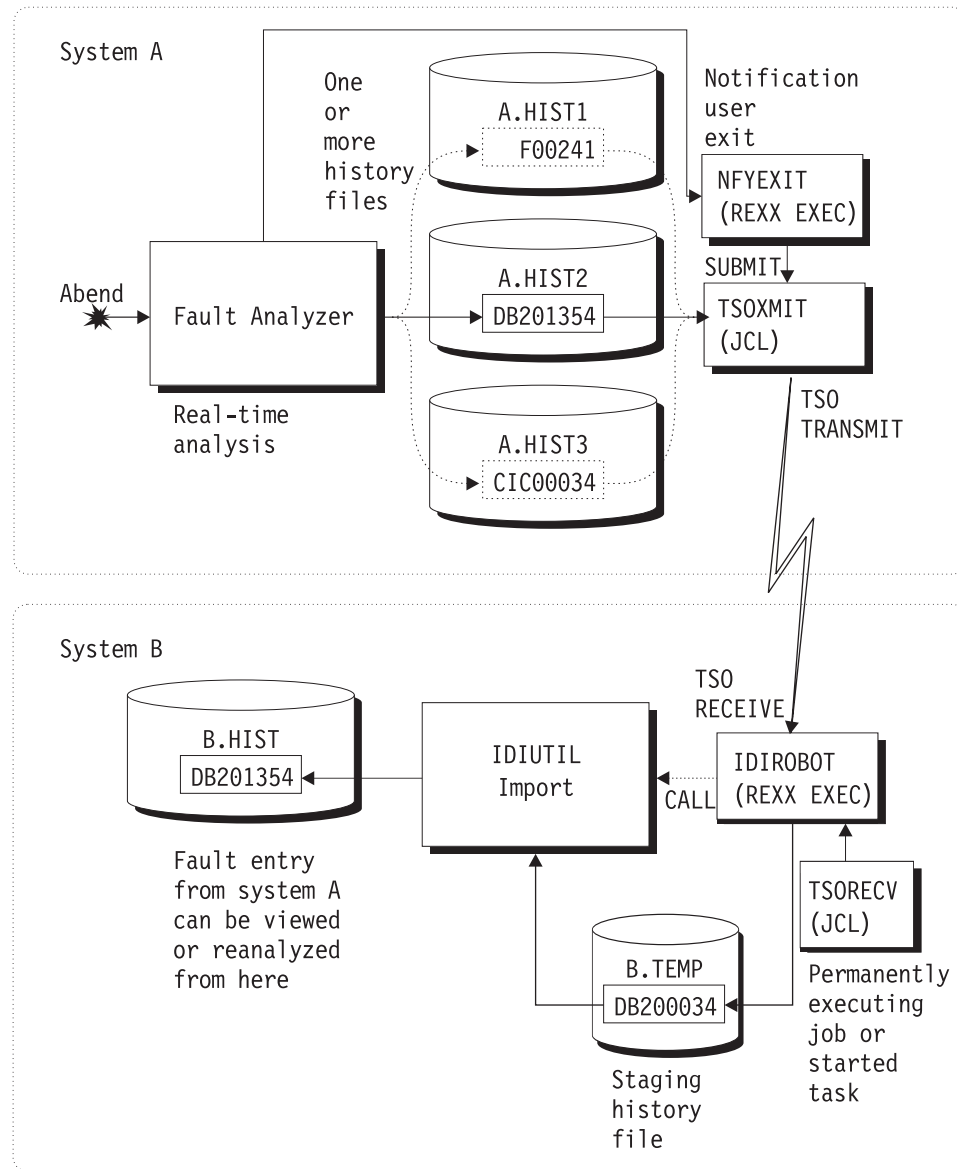 System A
One
or
more
history
files
A.HIST1
F00241
Notification
user
exit
NFYEXIT
(REXX EXEC)
SUBMIT
Abend
Fault Analyzer
A.HIST2
DB201354
TSOXMIT
(JCL)
Real-time
analysis
A.HIST3
CIC00034
TSO
TRANSMIT
System B
TSO
RECEIVE
B.HIST
DB201354
IDIUTIL
Import
IDIROBOT
(REXX EXEC)
CALL
Fault entry
from system A
can be viewed
or reanalyzed
from here
TSORECV
(JCL)
B.TEMP
DB200034
Permanently
executing
job or
started
task
Staging
history
file